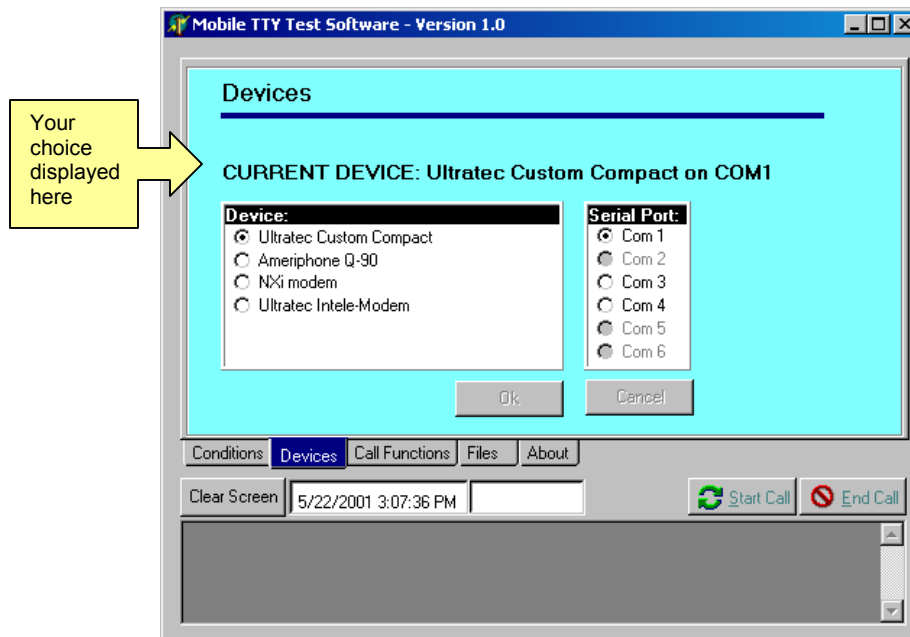 Mobile TTY Test Software - Version 1.0
Devices
Your
choice
displayed
here
CURRENT DEVICE: Ultratec Custom Compact on COM1
Device:
Ultratec Custom Compact
Ameriphone Q-90
NXi modem
Ultratec Intele-Modem
Serial Port:
Com 1
Com 2
Com 3
Com 4
Com 5
Com 6
Ok
Cancel
Conditions
Devices
Call Functions
Files
About
Clear Screen
5/22/2001 3:07:36 PM
Start Call
End Call